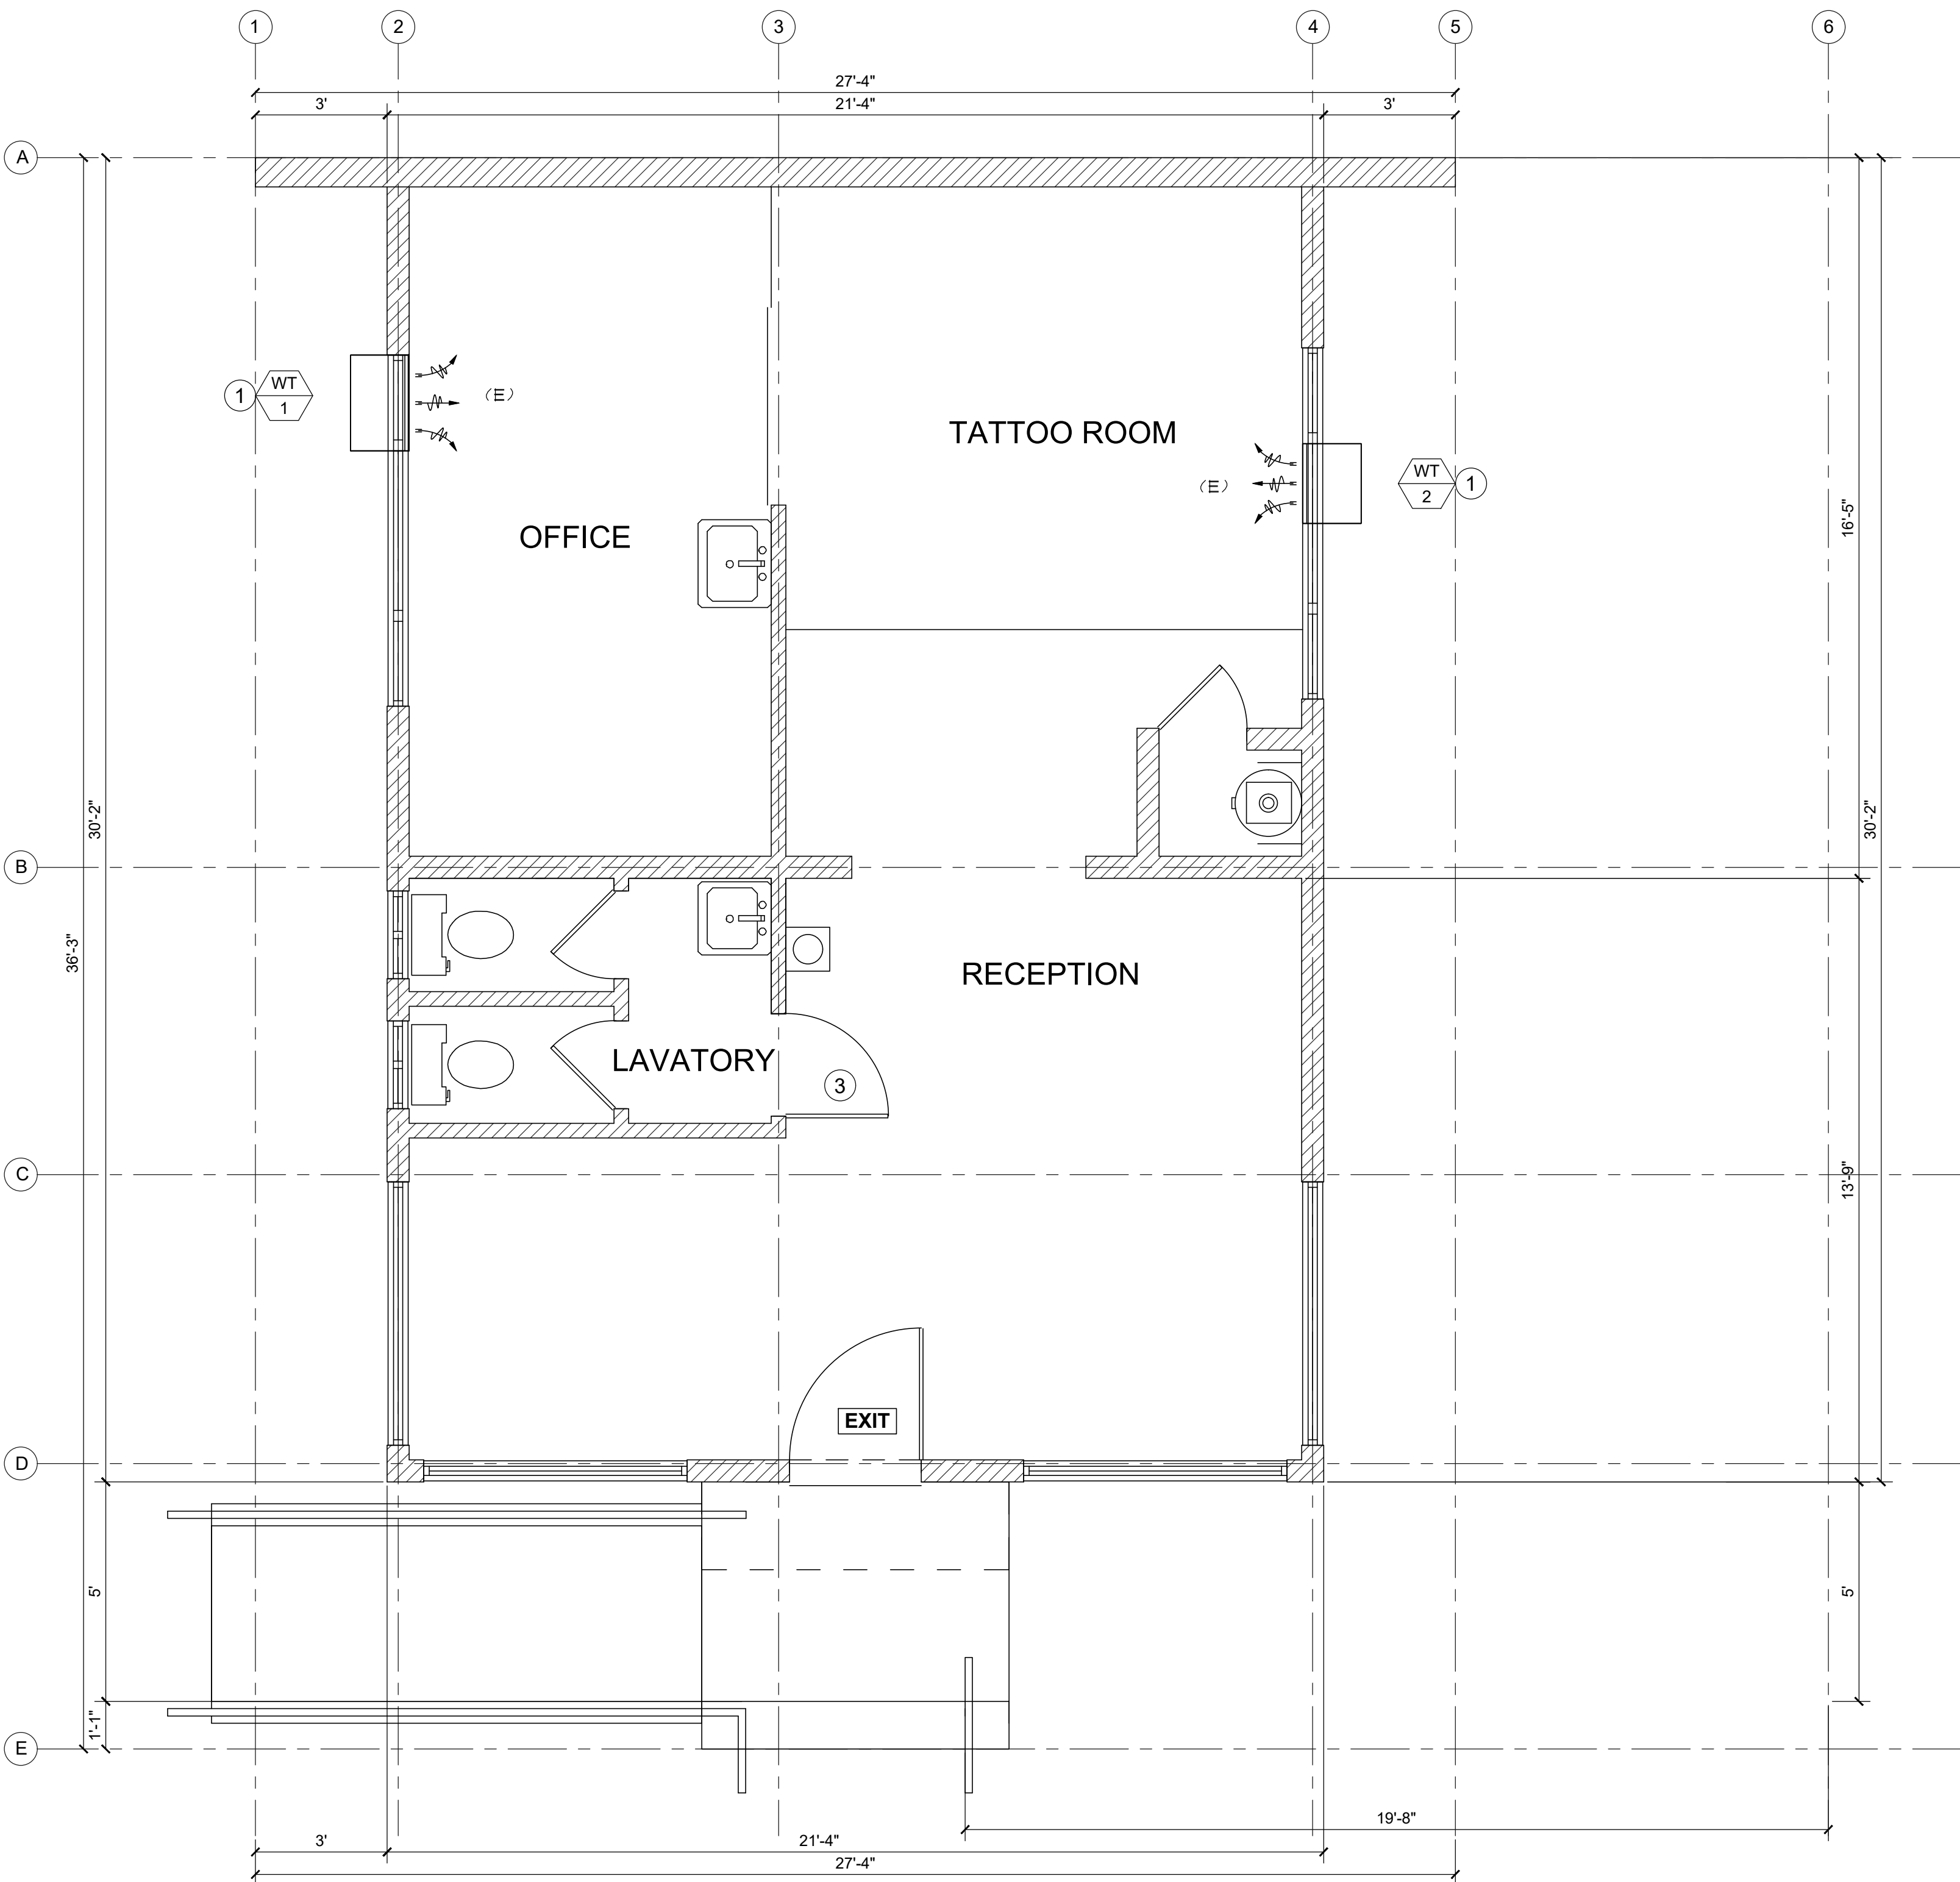 1 2 3 4 5 6
27'-4"
3' 21'-4" 3'
A
WT
1 1
(E)
TATTOO ROOM
WT
(E) 1
2
16'-5"
OFFICE
30'-2" 30'-2"
B
36'-3"
RECEPTION
LAVATORY
3
C
13'-9"
EXIT
D
5' 5'
1'-1"
E
19'-8"
3' 21'-4"
27'-4"